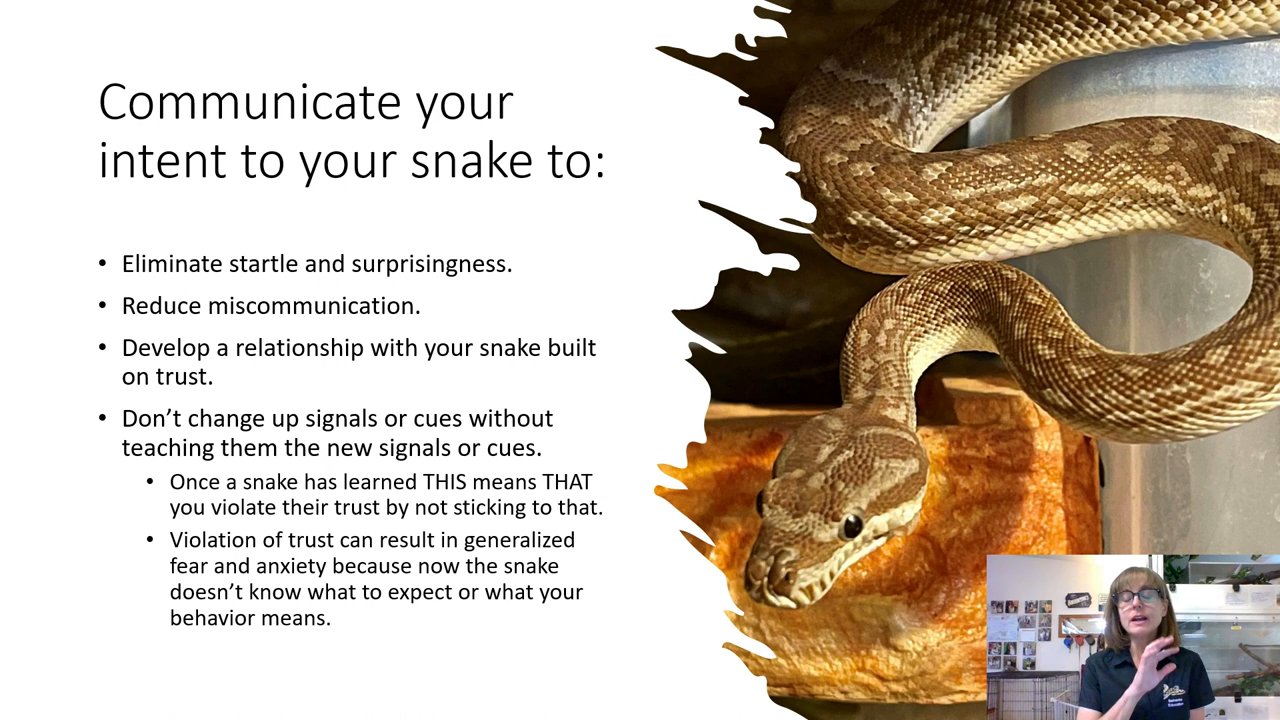 Communicate your
intent to your snake to:
• Eliminate startle and surprisingness.
• Reduce miscommunication.
• Develop a relationship with your snake built
on trust.
• Don’t change up signals or cues without
teaching them the new signals or cues.
• Once a snake has learned THIS means THAT
you violate their trust by not sticking to that.
• Violation of trust can result in generalized
fear and anxiety because now the snake
doesn’t know what to expect or what your
behavior means.